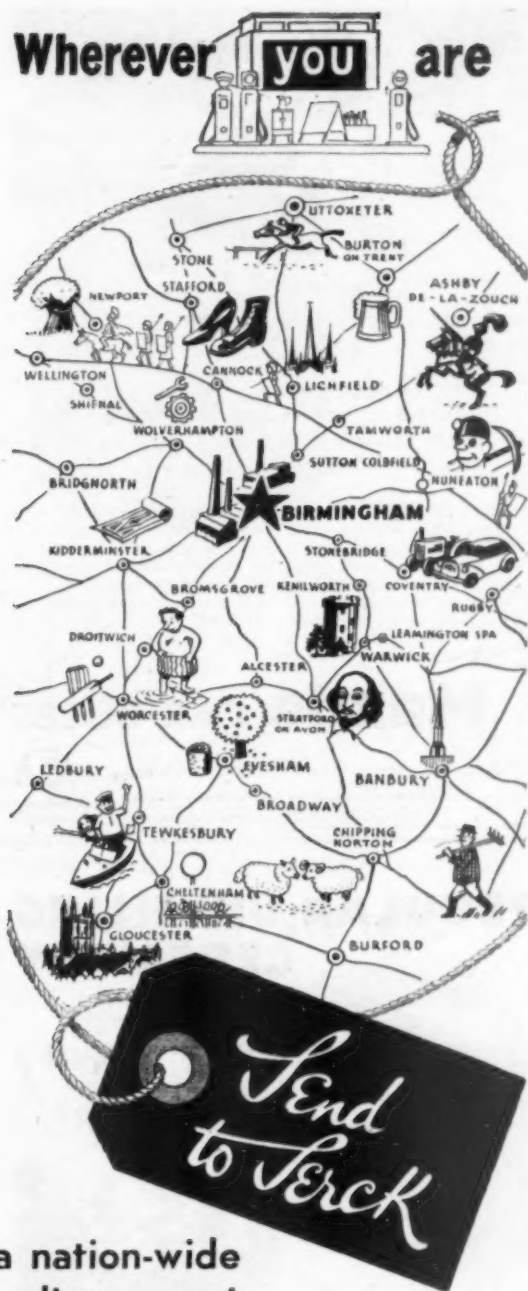 Wherever you are
UTTOXETER
STONE
BURTON
ON TRENT
STAFFORD
NEWPORT
ASHBY
DE-LA-ZOUCH
WELLINGTON
CANNOCK
LICHFIELD
SHIFNAL
WOLVERHAMPTON
TAMWORTH
SUTTON COLDFIELD
BRIDGNORTH
NUNEATON
BIRMINGHAM
KIDDERMINSTER
STONEBRIDGE
BROMSGROVE
KENILWORTH
COVENTRY
RUGBY
DROITWICH
LEAMINGTON SPA
ALCESTER
WARWICK
WORCESTER
STRATFORD
ON AVON
LEDBURY
EVESHAM
BANBURY
BROADWAY
TEWKESBURY
CHIPPING
NORTON
CHELTENHAM
GLOUCESTER
BURFORD
Send
to Serck
a nation-wide